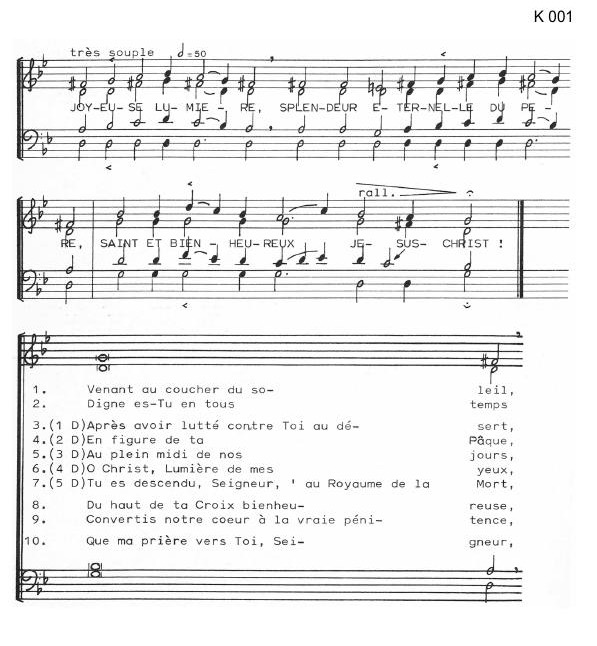 K 001
très souple ♩=50
JOY-EU-SE LU-MIE-RE, SPLEN-DEUR E-TER-NEL-LE DU PE-
rall.
RE, SAINT ET BIEN-HEU-REUX JE-SUS-CHRIST !
1. Venant au coucher du so- leil,
2. Digne es-Tu en tous temps
3.(1 D)Après avoir lutté contre Toi au dé- sert,
4.(2 D)En figure de ta Pâque,
5.(3 D)Au plein midi de nos jours,
6.(4 D)O Christ, Lumière de mes yeux,
7.(5 D)Tu es descendu, Seigneur, ' au Royaume de la Mort,
8. Du haut de ta Croix bienheu- reuse,
9. Convertis notre coeur à la vraie péni- tence,
10. Que ma prière vers Toi, Sei- gneur,